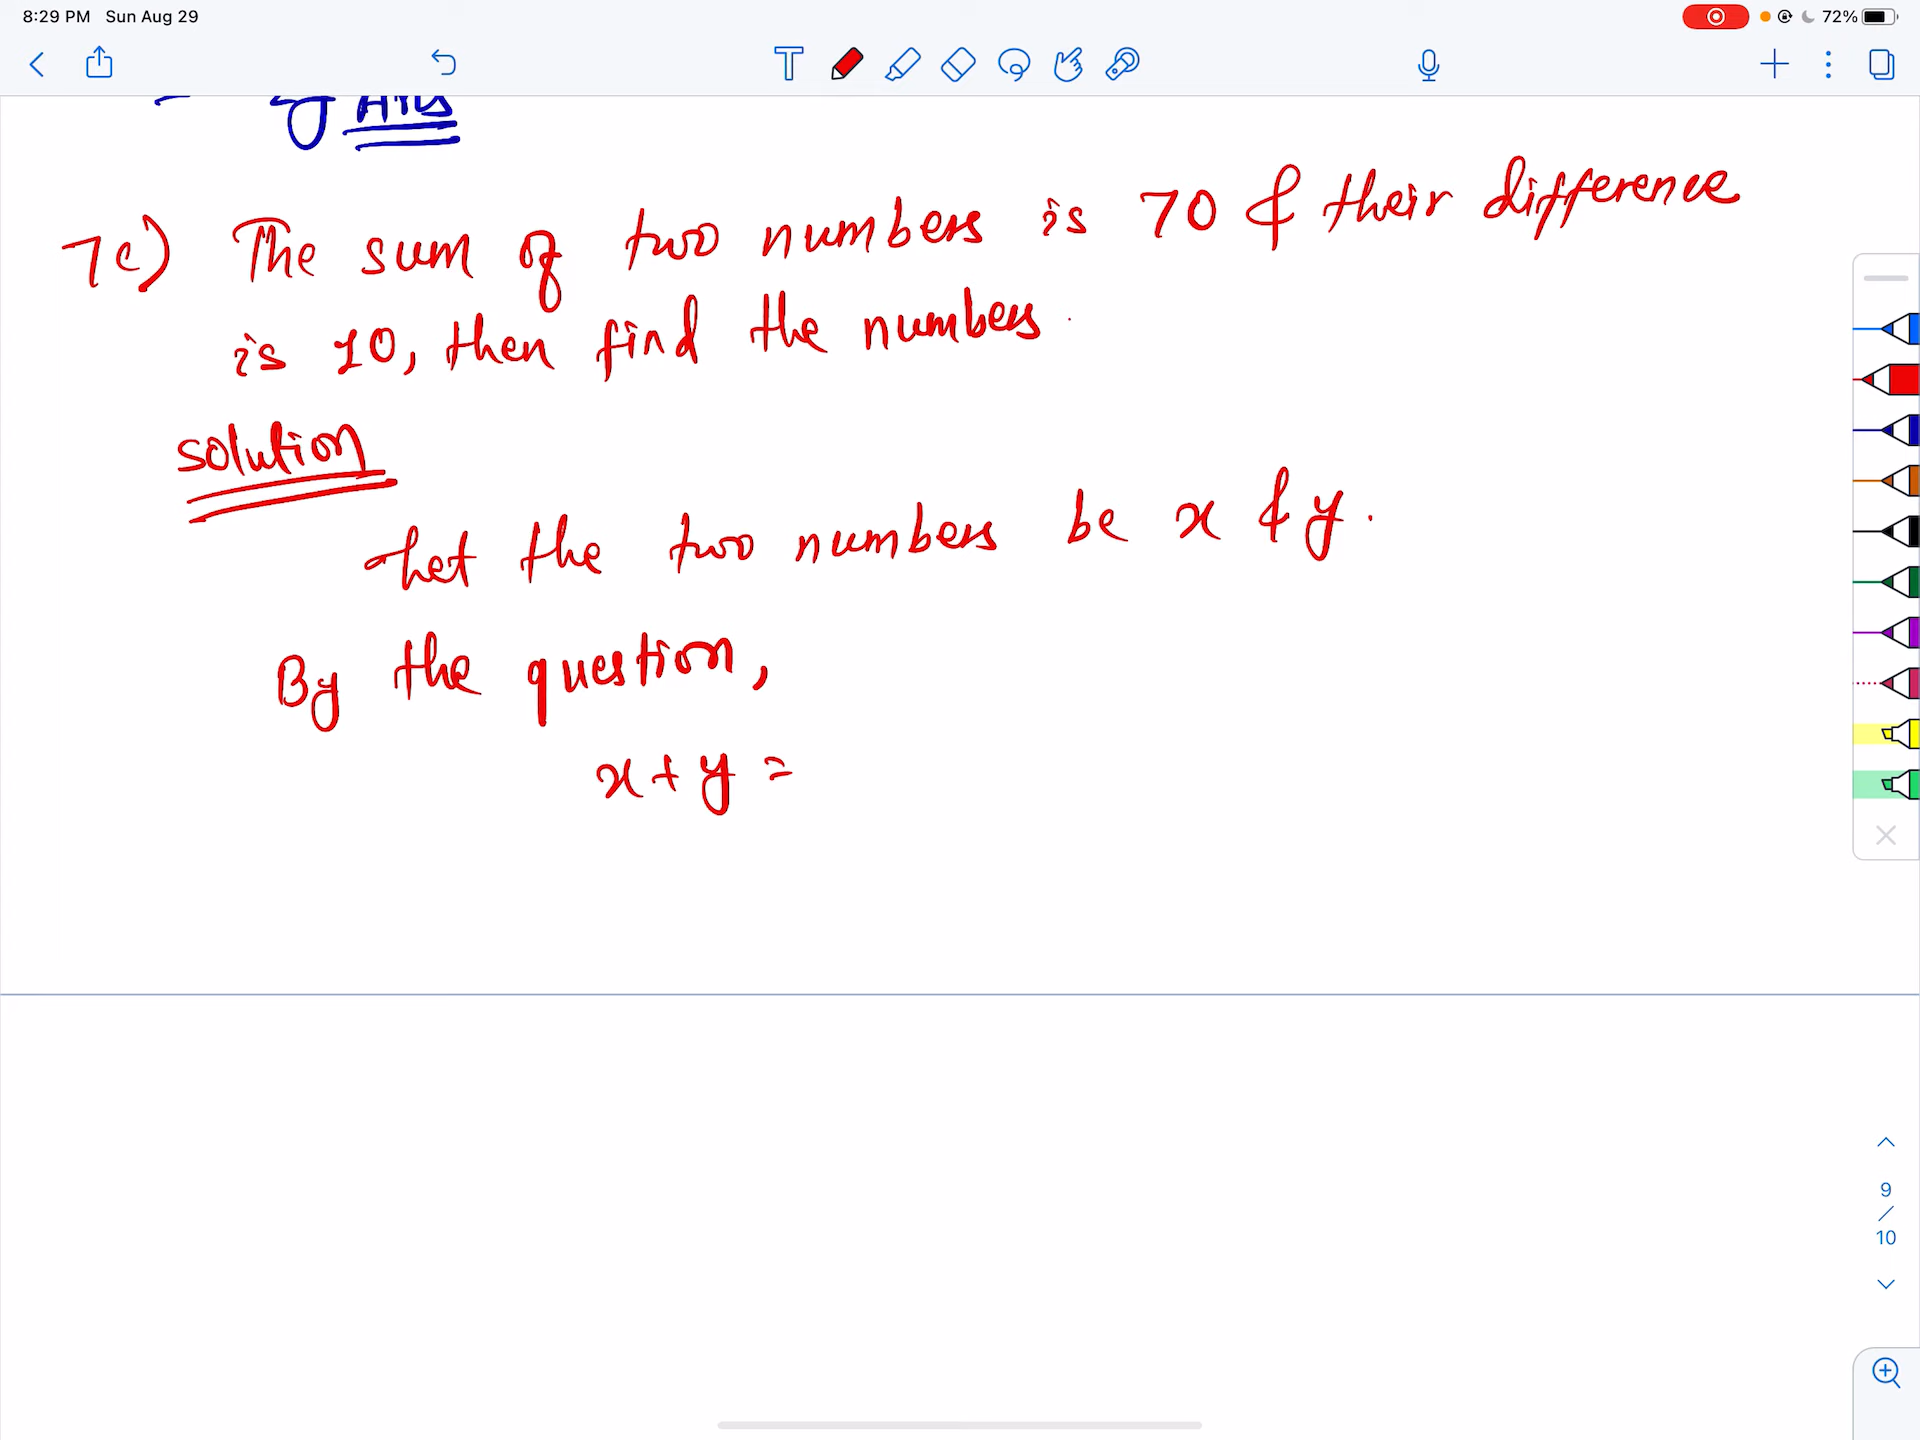 8:29 PM Sun Aug 29
72%
Ans
7c) The sum of two numbers is 70 & their difference
is 10, then find the numbers.
Solution
Let the two numbers be x & y.
By the question,
x + y =
9
/
10